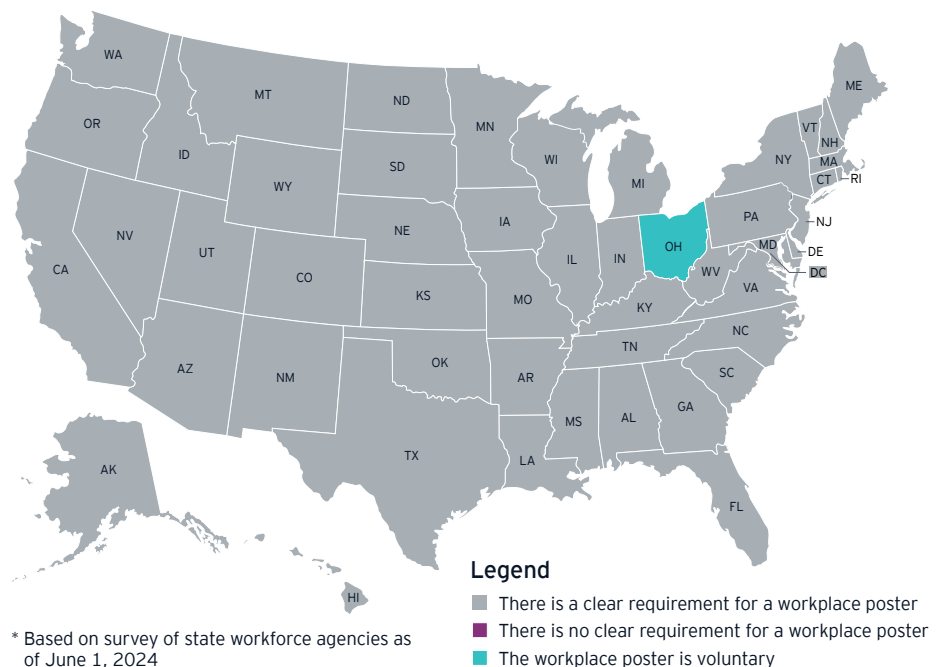 WA
MT
ND
MN
ME
OR
ID
SD
WI
MI
VT
NH
NY
MA
CT
RI
WY
NV
UT
CO
NE
IA
IL
IN
OH
PA
NJ
MD
DE
DC
CA
KS
MO
KY
WV
VA
AZ
NM
OK
AR
TN
NC
SC
TX
LA
MS
AL
GA
FL
AK
HI
Legend
There is a clear requirement for a workplace poster
There is no clear requirement for a workplace poster
The workplace poster is voluntary
* Based on survey of state workforce agencies as
of June 1, 2024